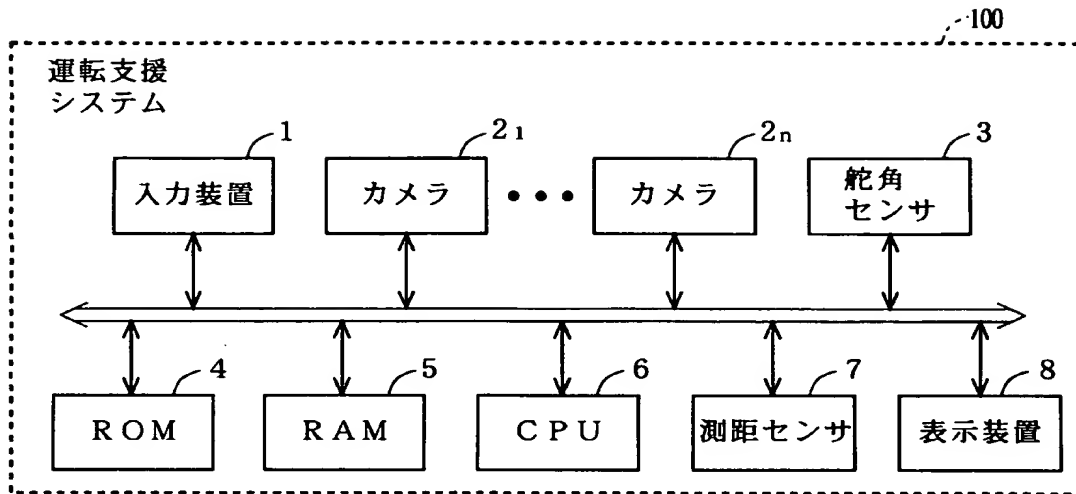 100
運転支援
システム
1
2₁
2ₙ
3
入力装置
カメラ
•••
カメラ
舵角
センサ
4
5
6
7
8
ROM
RAM
CPU
測距センサ
表示装置